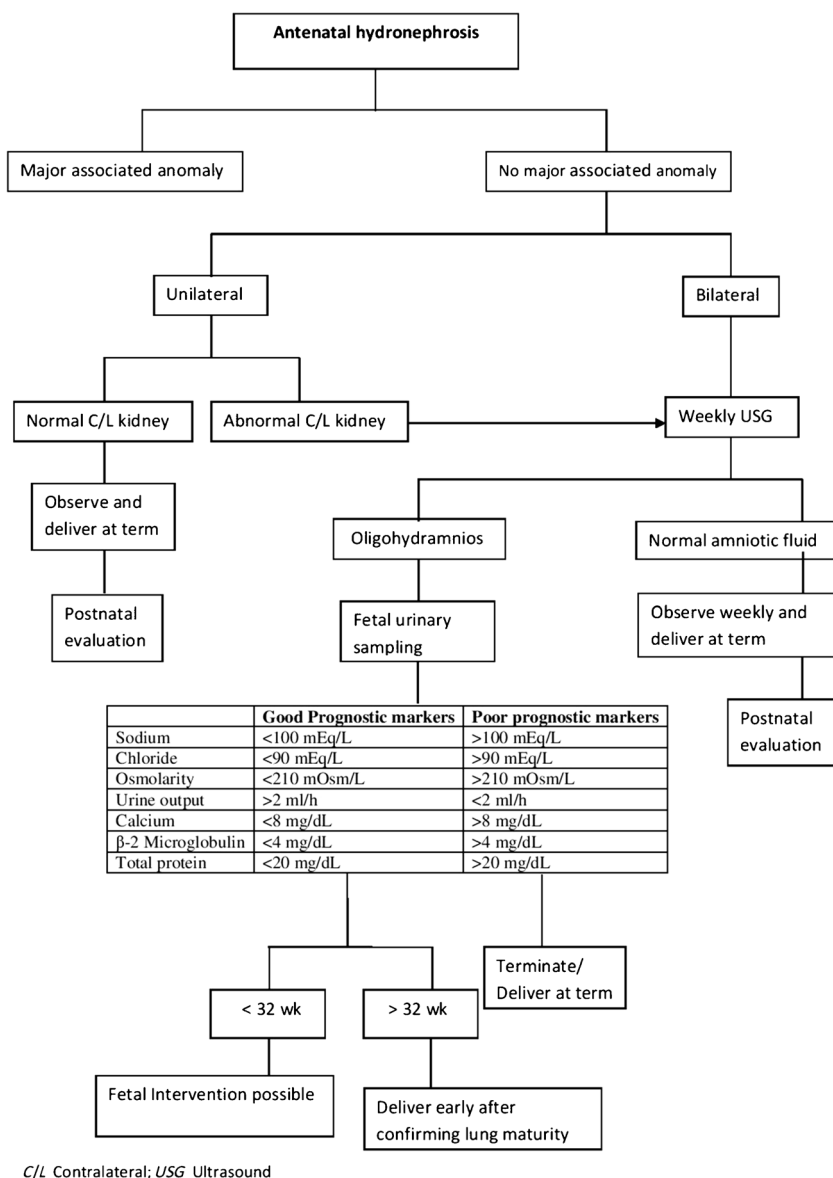 Antenatal hydronephrosis
Major associated anomaly
No major associated anomaly
Unilateral
Bilateral
Normal C/L kidney
Abnormal C/L kidney
Weekly USG
Observe and
deliver at term
Oligohydramnios
Normal amniotic fluid
Postnatal
evaluation
Fetal urinary
sampling
Observe weekly and
deliver at term
Postnatal
evaluation
Good Prognostic markers Poor prognostic markers
Sodium <100 mEq/L >100 mEq/L
Chloride <90 mEq/L >90 mEq/L
Osmolarity <210 mOsm/L >210 mOsm/L
Urine output >2 ml/h <2 ml/h
Calcium <8 mg/dL >8 mg/dL
β-2 Microglobulin <4 mg/dL >4 mg/dL
Total protein <20 mg/dL >20 mg/dL
Terminate/
Deliver at term
< 32 wk
> 32 wk
Fetal Intervention possible
Deliver early after
confirming lung maturity
C/L Contralateral; USG Ultrasound